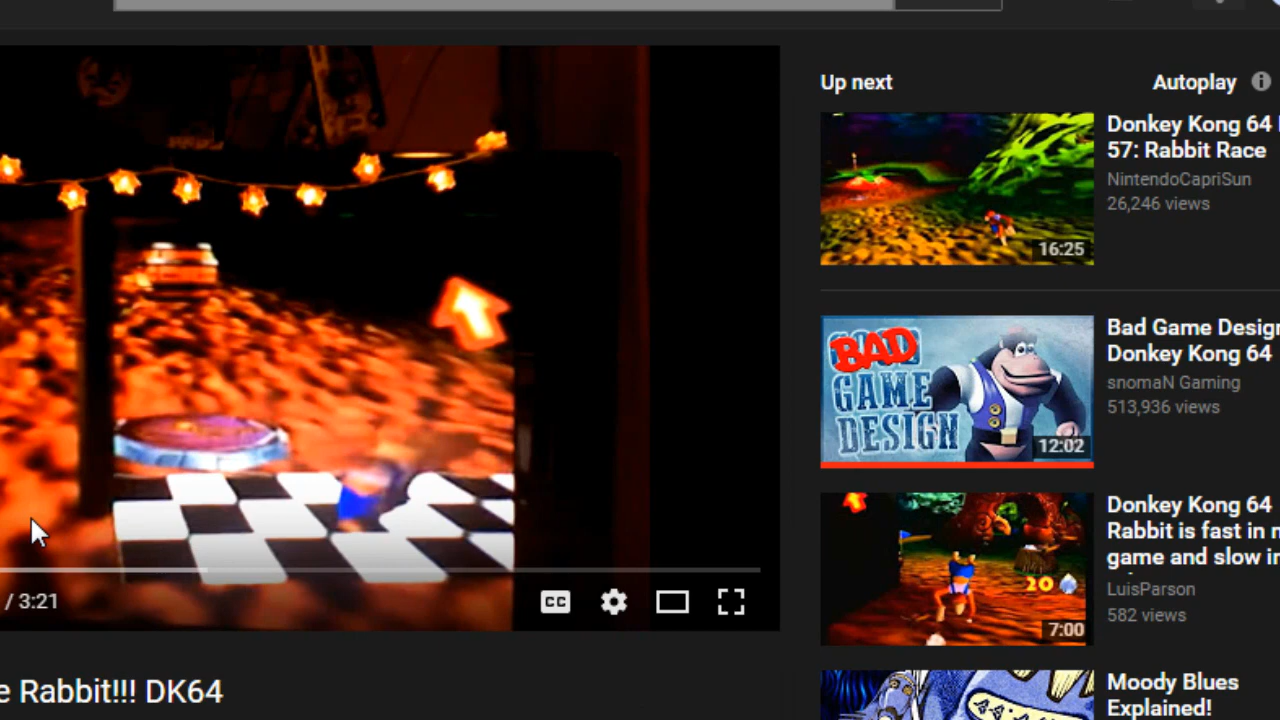 Up next
Autoplay
Donkey Kong 64
57: Rabbit Race
NintendoCapriSun
26,246 views
16:25
BAD
GAME
DESIGN
12:02
Bad Game Design
Donkey Kong 64
snomaN Gaming
513,936 views
Donkey Kong 64
Rabbit is fast in
game and slow in
LuisParson
582 views
20
7:00
/ 3:21
CC
e Rabbit!!! DK64
Moody Blues
Explained!